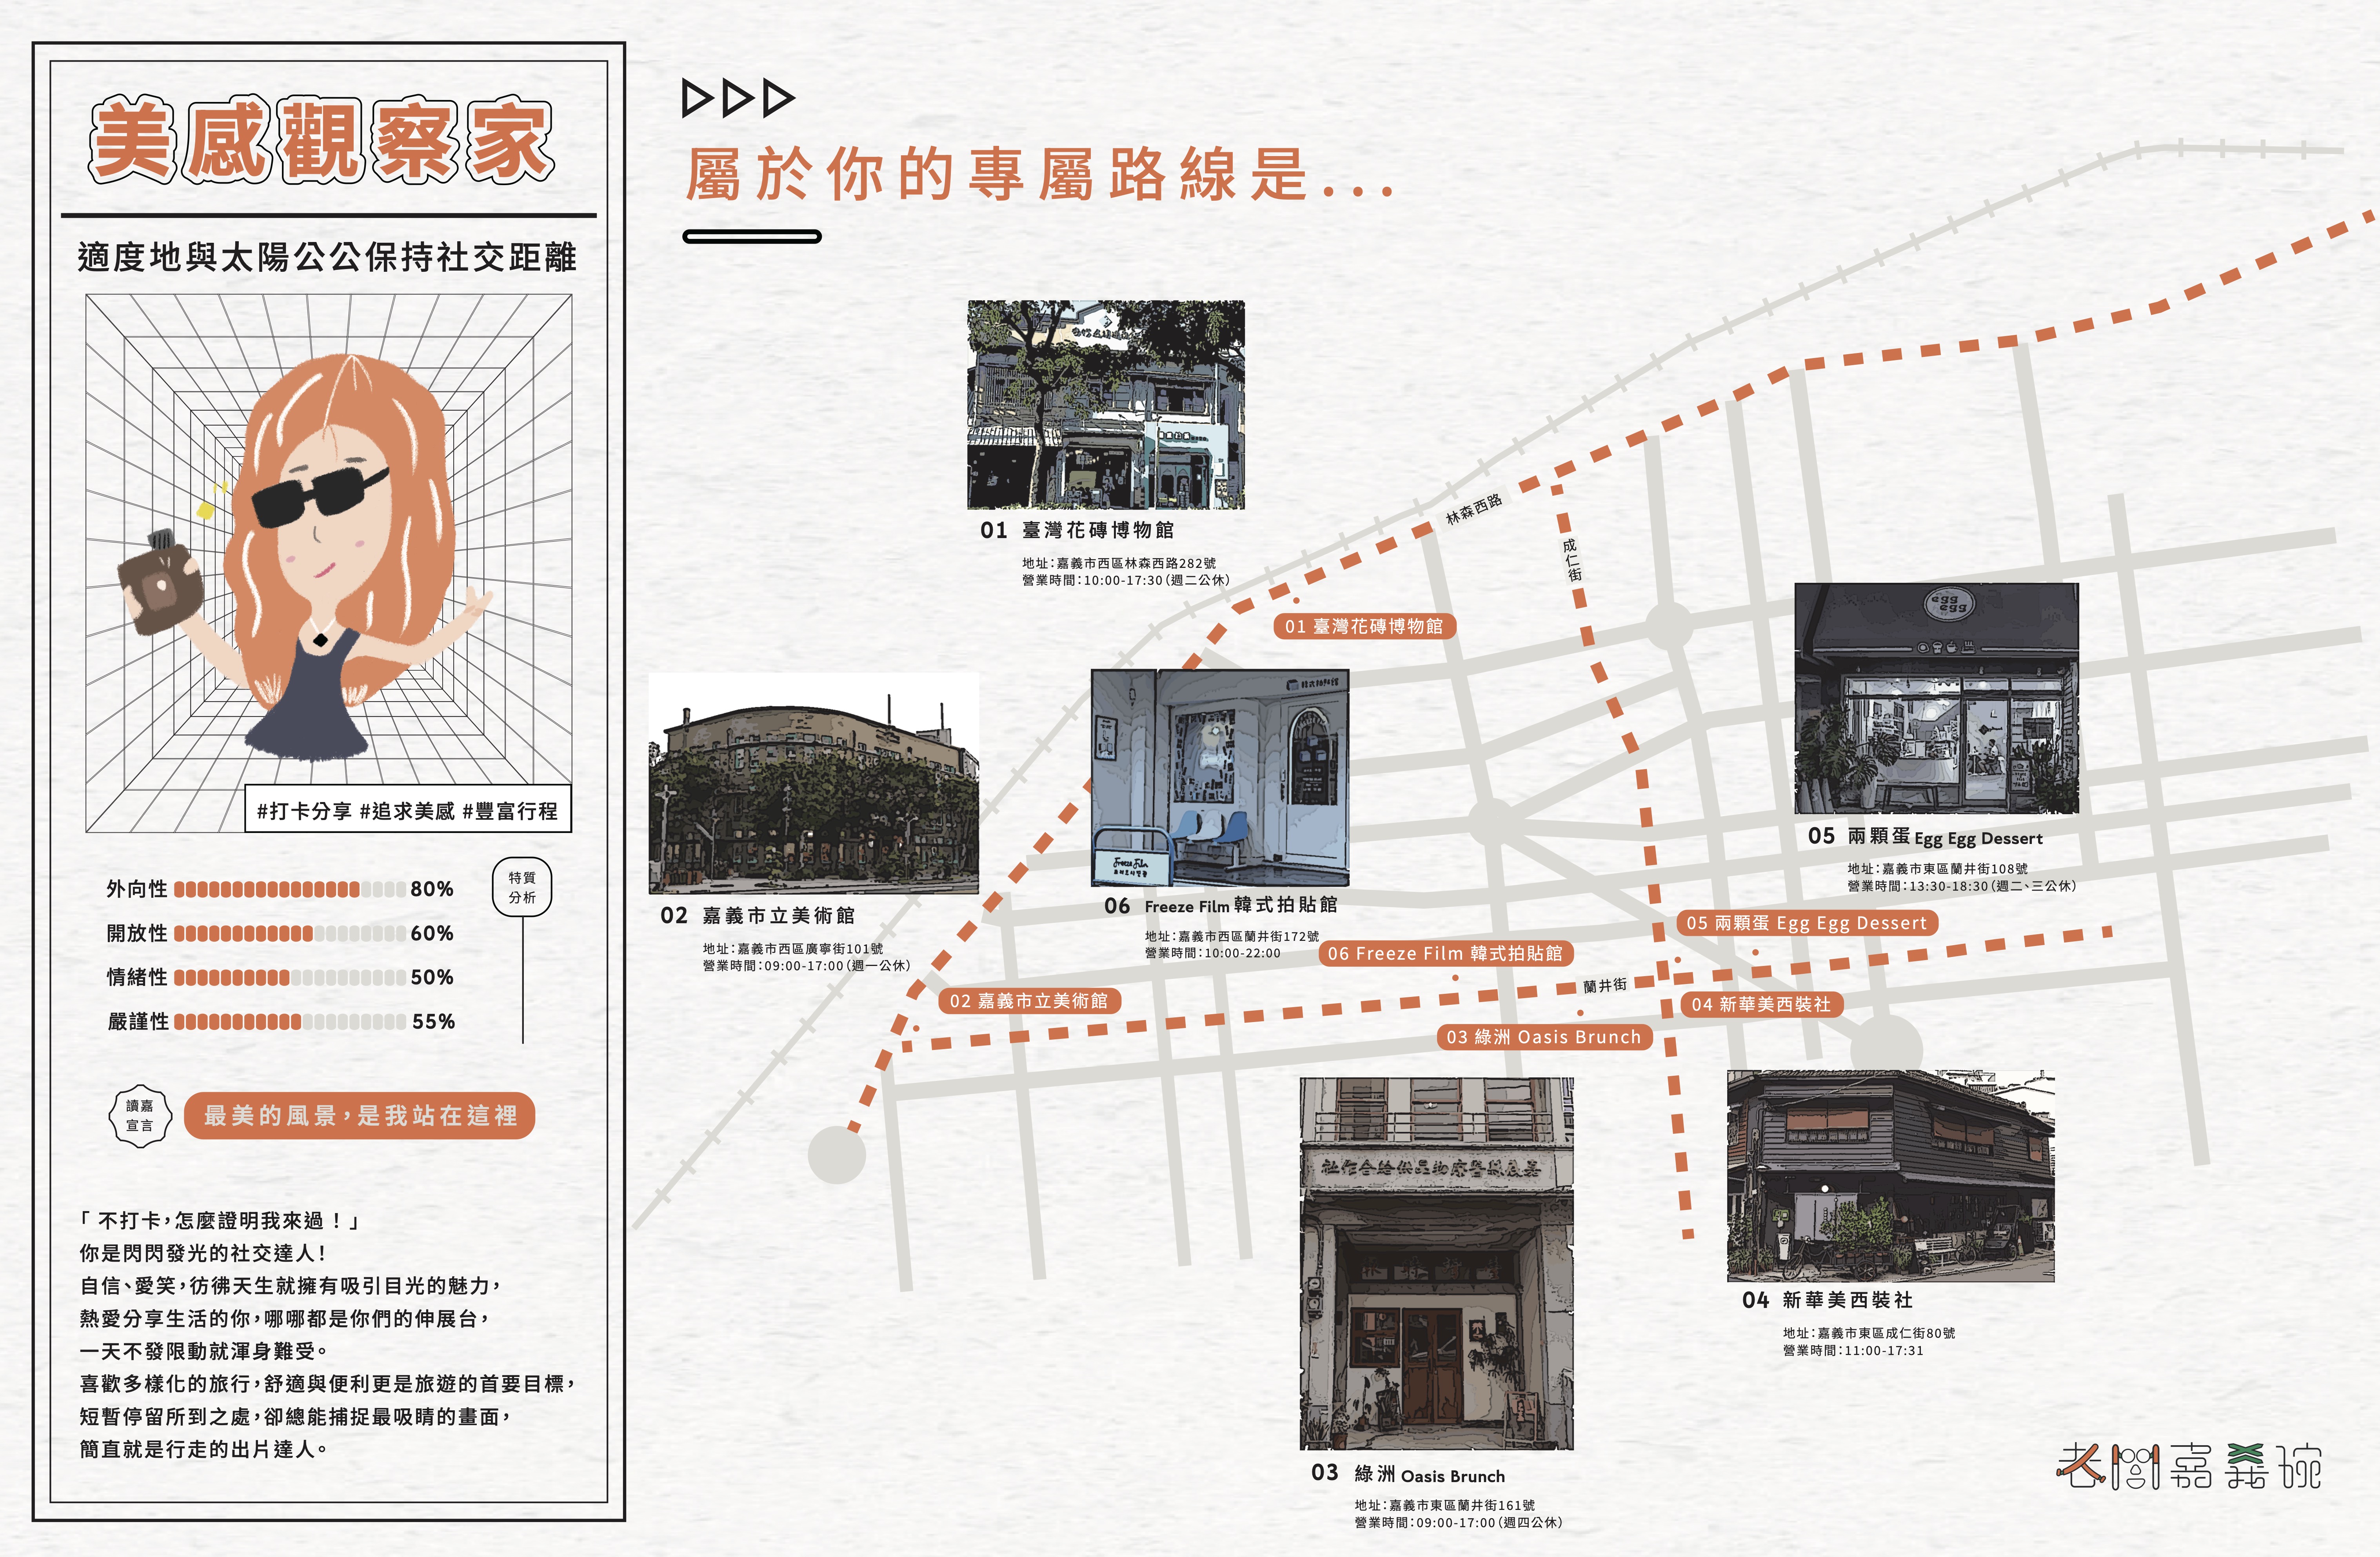 美感觀察家
適度地與太陽公公保持社交距離
#打卡分享 #追求美感 #豐富行程
外向性 80%
開放性 60%
情緒性 50%
嚴謹性 55%
特質
分析
讀嘉
宣言
最美的風景，是我站在這裡
「 不打卡，怎麼證明我來過 ! 」
你是閃閃發光的社交達人!
自信、愛笑，彷彿天生就擁有吸引目光的魅力，
熱愛分享生活的你，哪哪都是你們的伸展台，
一天不發限動就渾身難受。
喜歡多樣化的旅行，舒適與便利更是旅遊的首要目標，
短暫停留所到之處，卻總能捕捉最吸睛的畫面，
簡直就是行走的出片達人。
屬於你的專屬路線是...
01 臺灣花磚博物館
地址：嘉義市西區林森西路282號
營業時間：10:00-17:30（週二公休）
林森西路
成仁街
01 臺灣花磚博物館
egg
egg
韓式拍貼館
Freeze Film
02 嘉義市立美術館
地址：嘉義市西區廣寧街101號
營業時間：09:00-17:00（週一公休）
06 Freeze Film 韓式拍貼館
地址：嘉義市西區蘭井街172號
營業時間：10:00-22:00
05 兩顆蛋 Egg Egg Dessert
地址：嘉義市東區蘭井街108號
營業時間：13:30-18:30（週二、三公休）
05 兩顆蛋 Egg Egg Dessert
06 Freeze Film 韓式拍貼館
蘭井街
02 嘉義市立美術館
04 新華美西裝社
03 綠洲 Oasis Brunch
04 新華美西裝社
地址：嘉義市東區成仁街80號
營業時間：11:00-17:31
03 綠洲 Oasis Brunch
地址：嘉義市東區蘭井街161號
營業時間：09:00-17:00（週四公休）
老闆嘉義碗